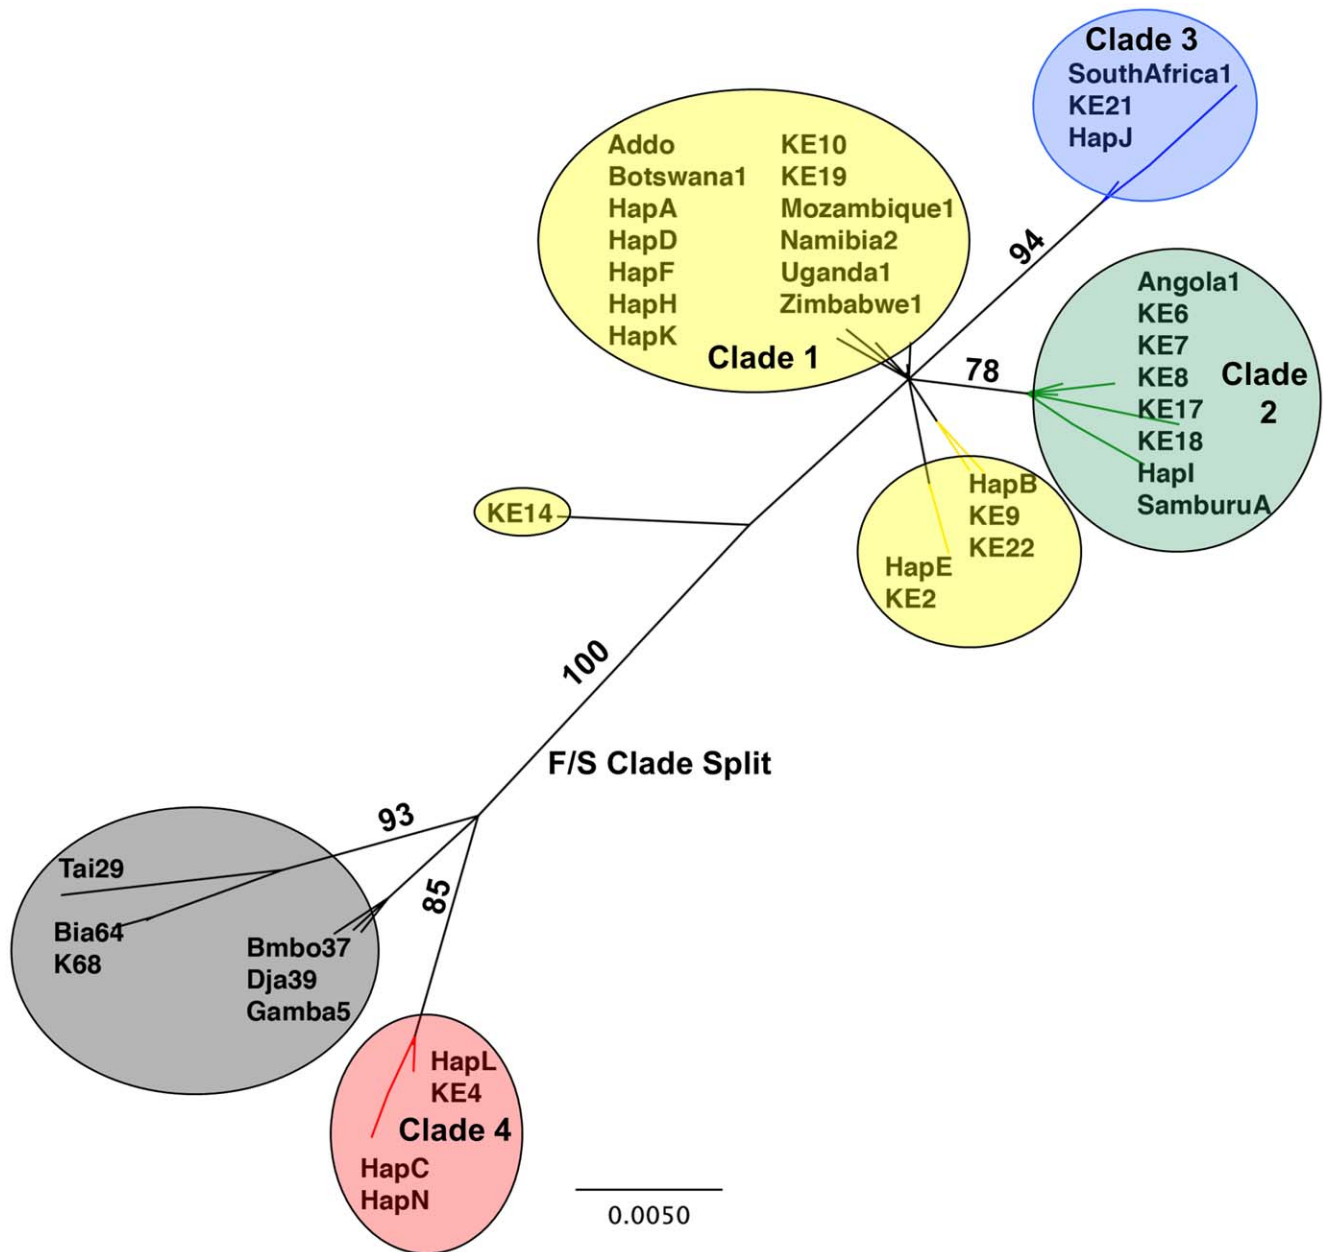 Clade 3
SouthAfrica1
KE21
HapJ
Addo
Botswana1
HapA
HapD
HapF
HapH
HapK
KE10
KE19
Mozambique1
Namibia2
Uganda1
Zimbabwe1
Clade 1
94
78
Angola1
KE6
KE7
KE8
KE17
KE18
HapI
SamburuA
Clade
2
KE14
HapB
KE9
KE22
HapE
KE2
100
F/S Clade Split
93
85
Tai29
Bia64
K68
Bmbo37
Dja39
Gamba5
HapL
KE4
Clade 4
HapC
HapN
0.0050